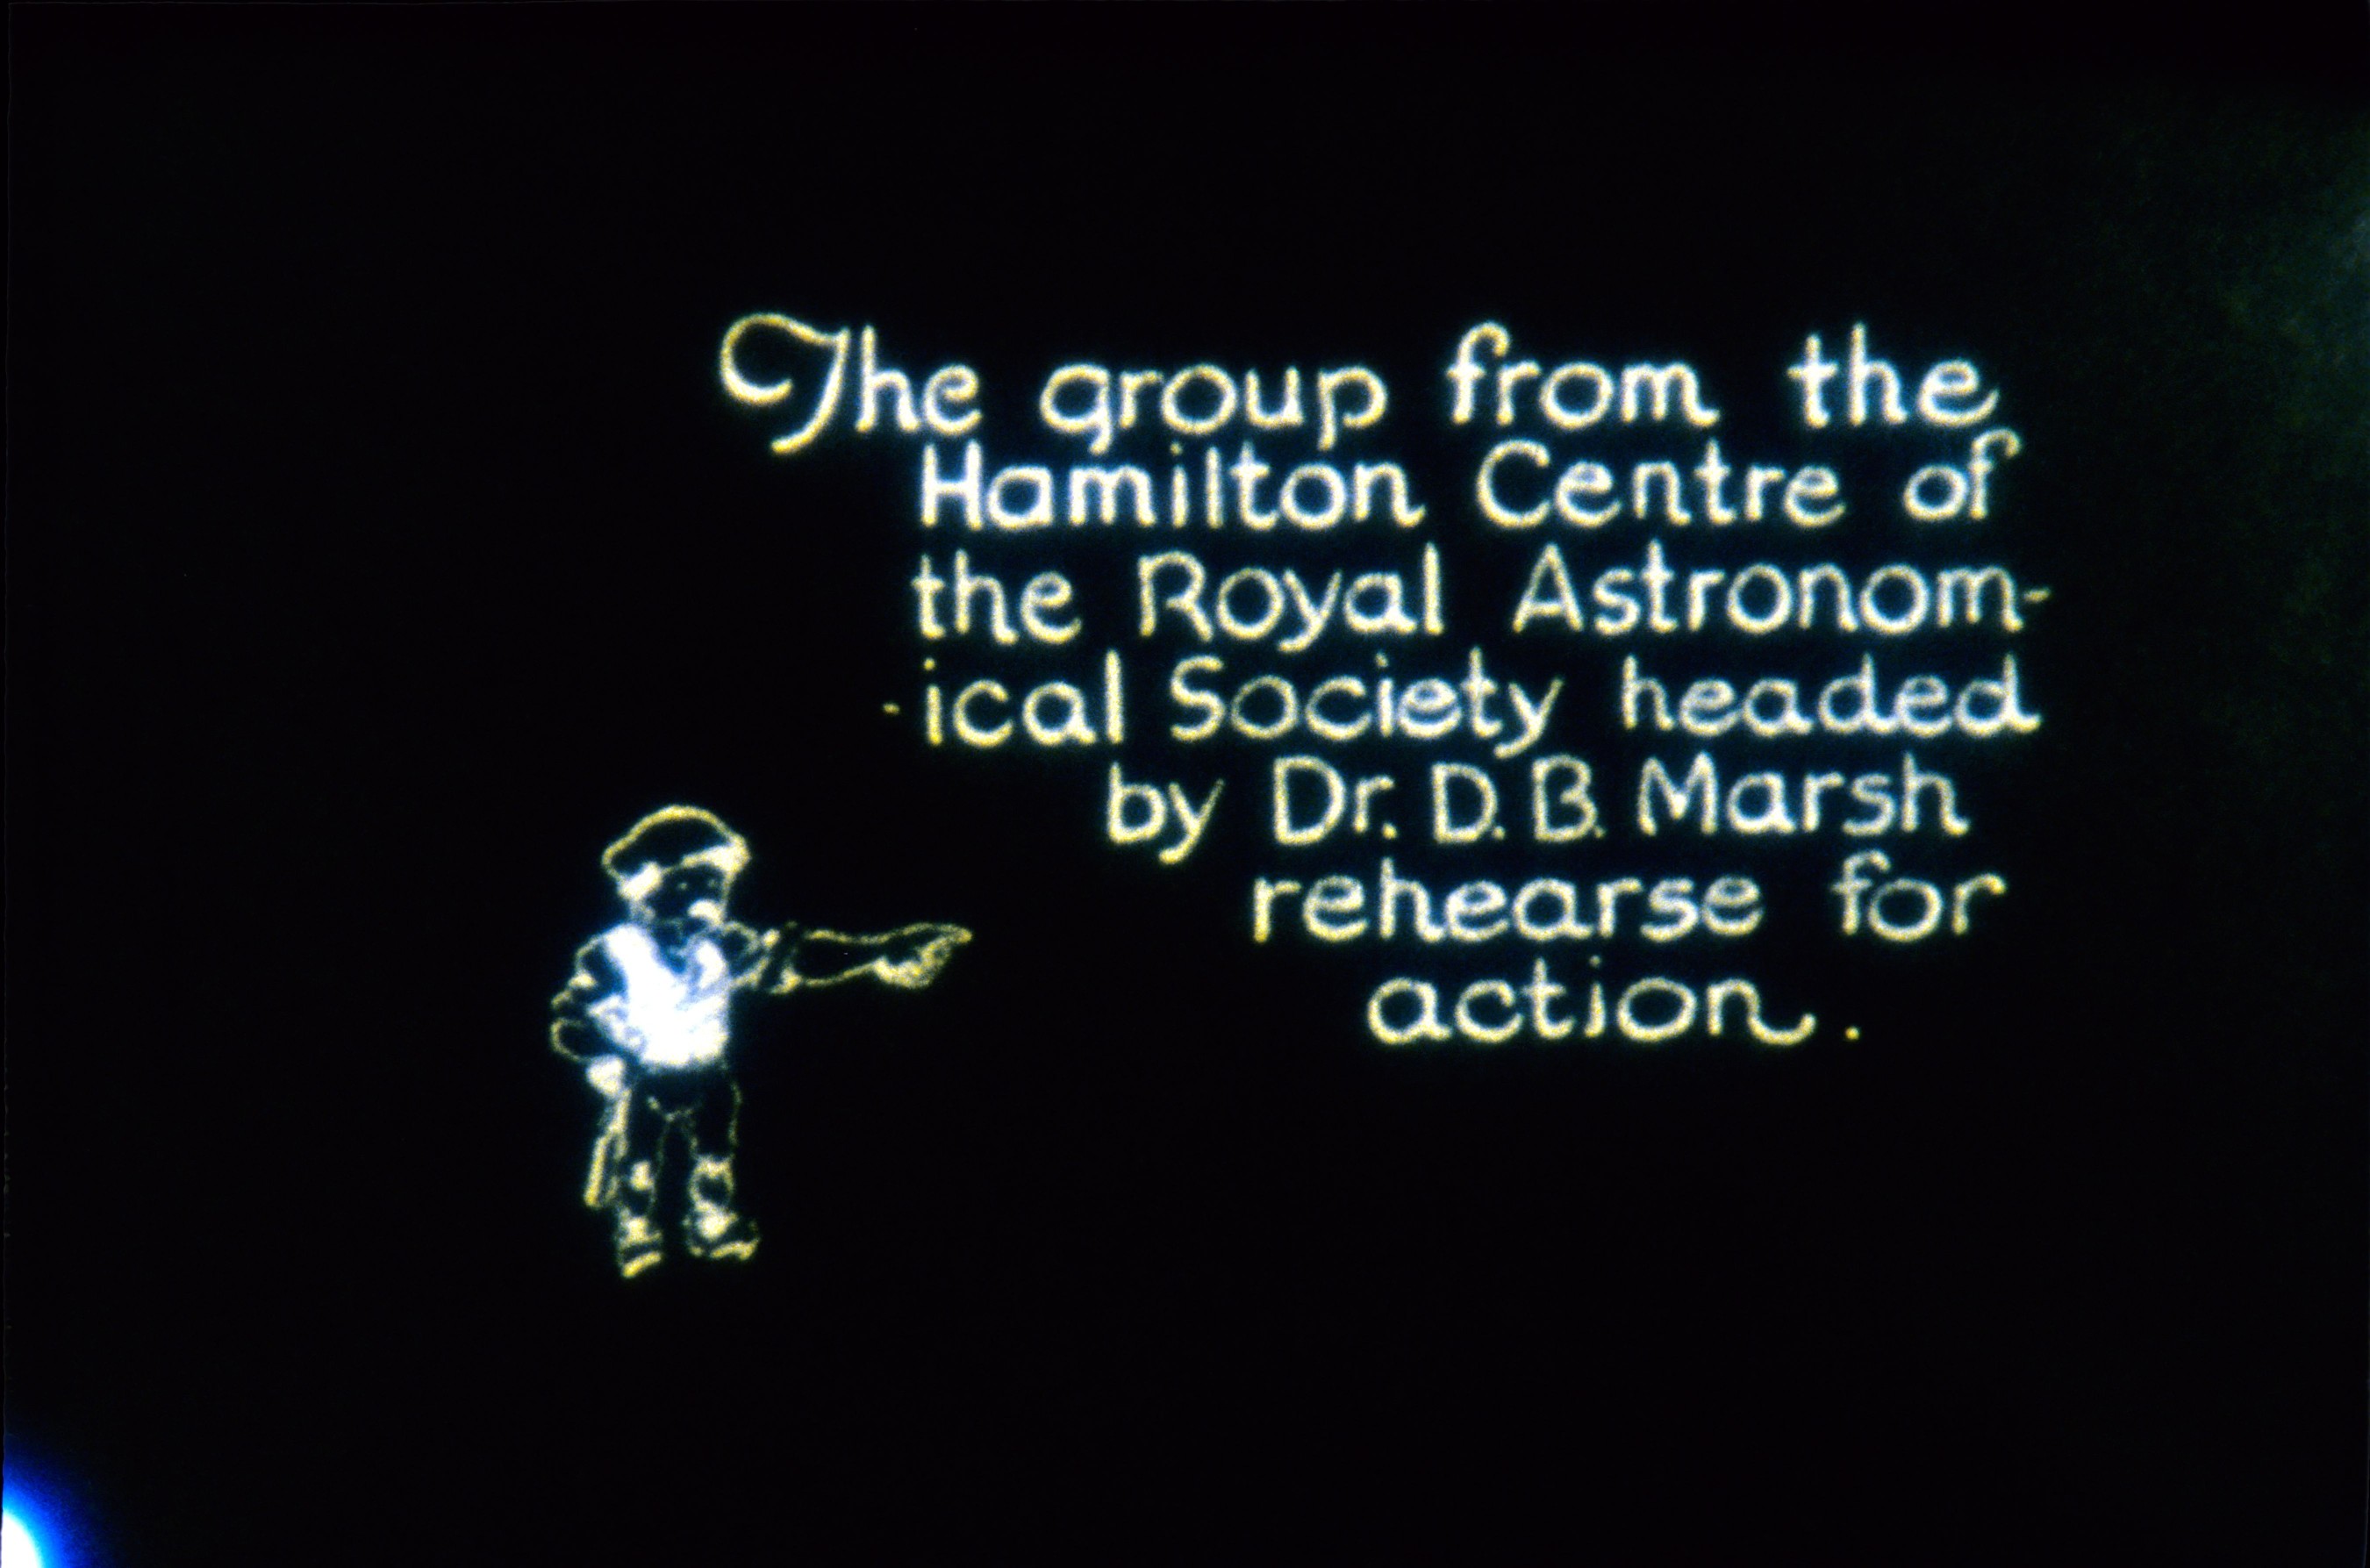 The group from the
Hamilton Centre of
the Royal Astronom-
-ical Society headed
by Dr. D. B. Marsh
rehearse for
action.